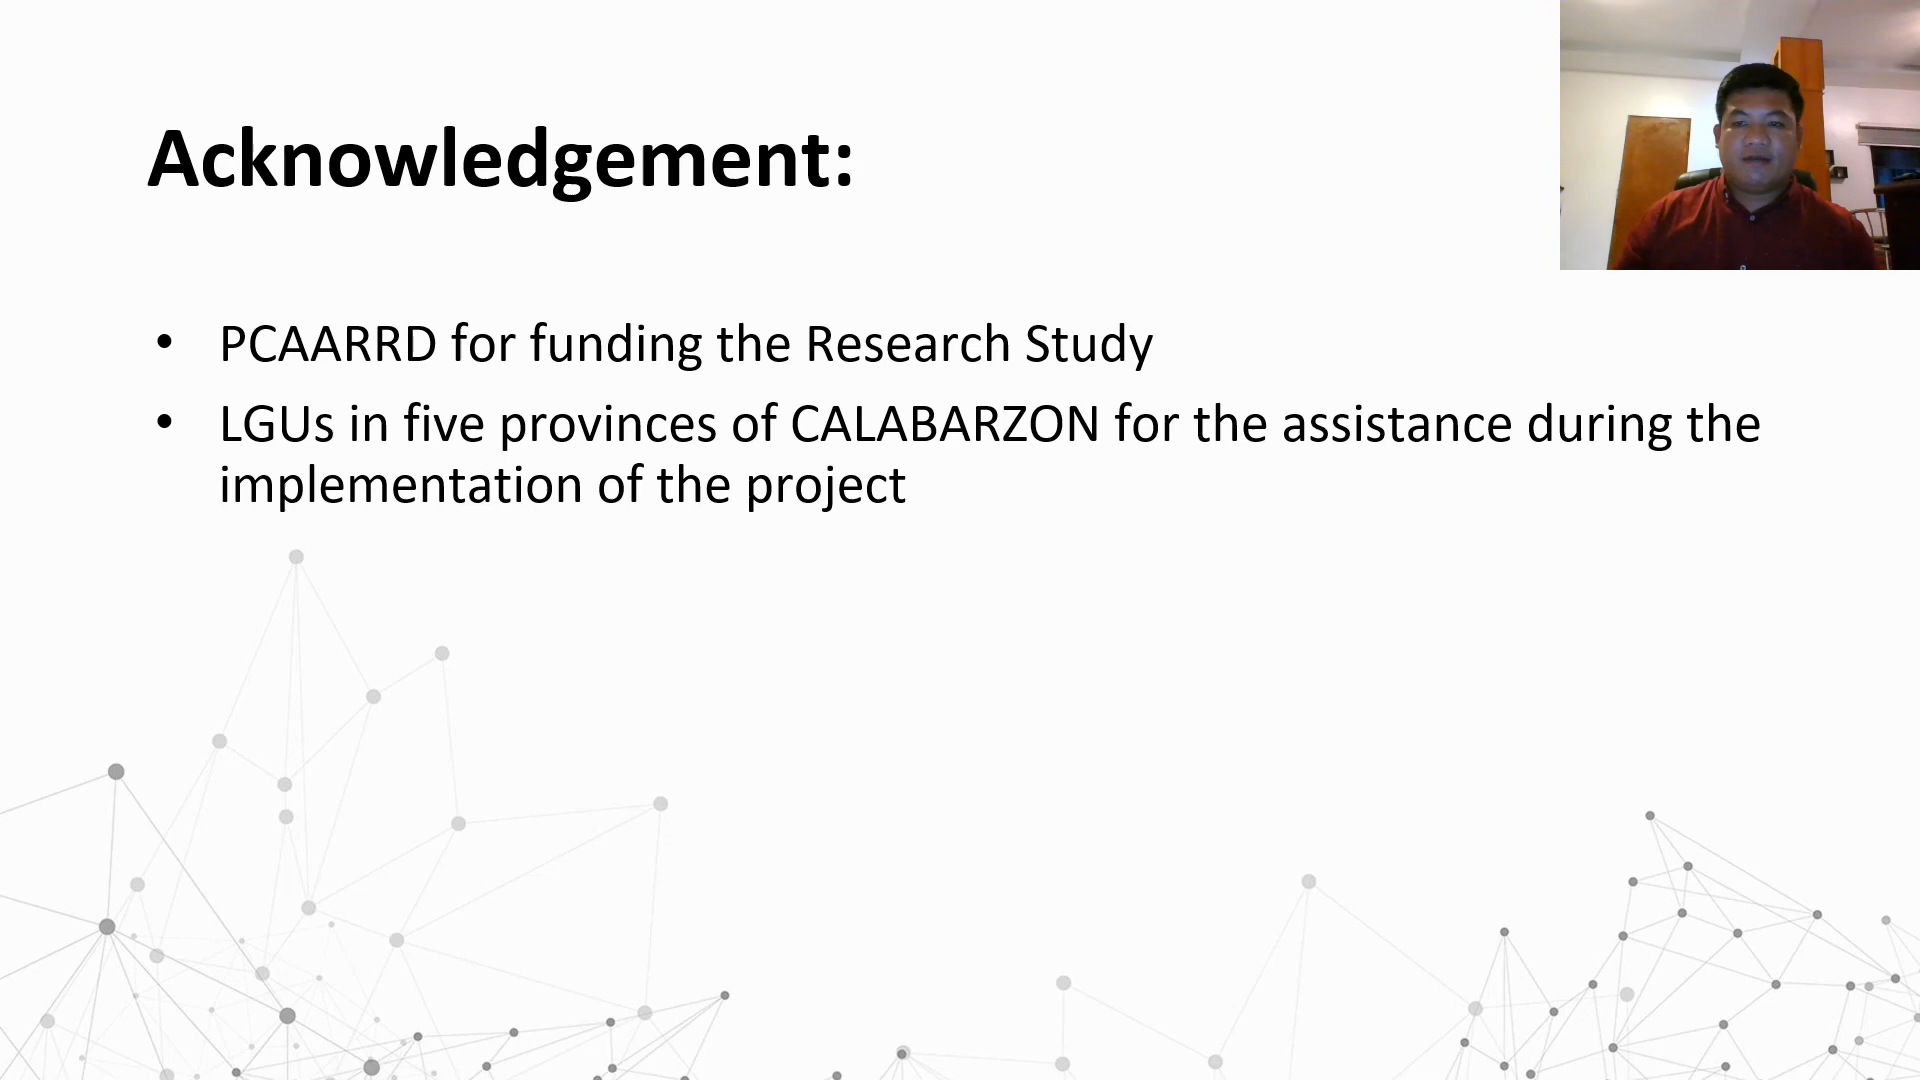 Acknowledgement:
• PCAARRD for funding the Research Study
• LGUs in five provinces of CALABARZON for the assistance during the
implementation of the project